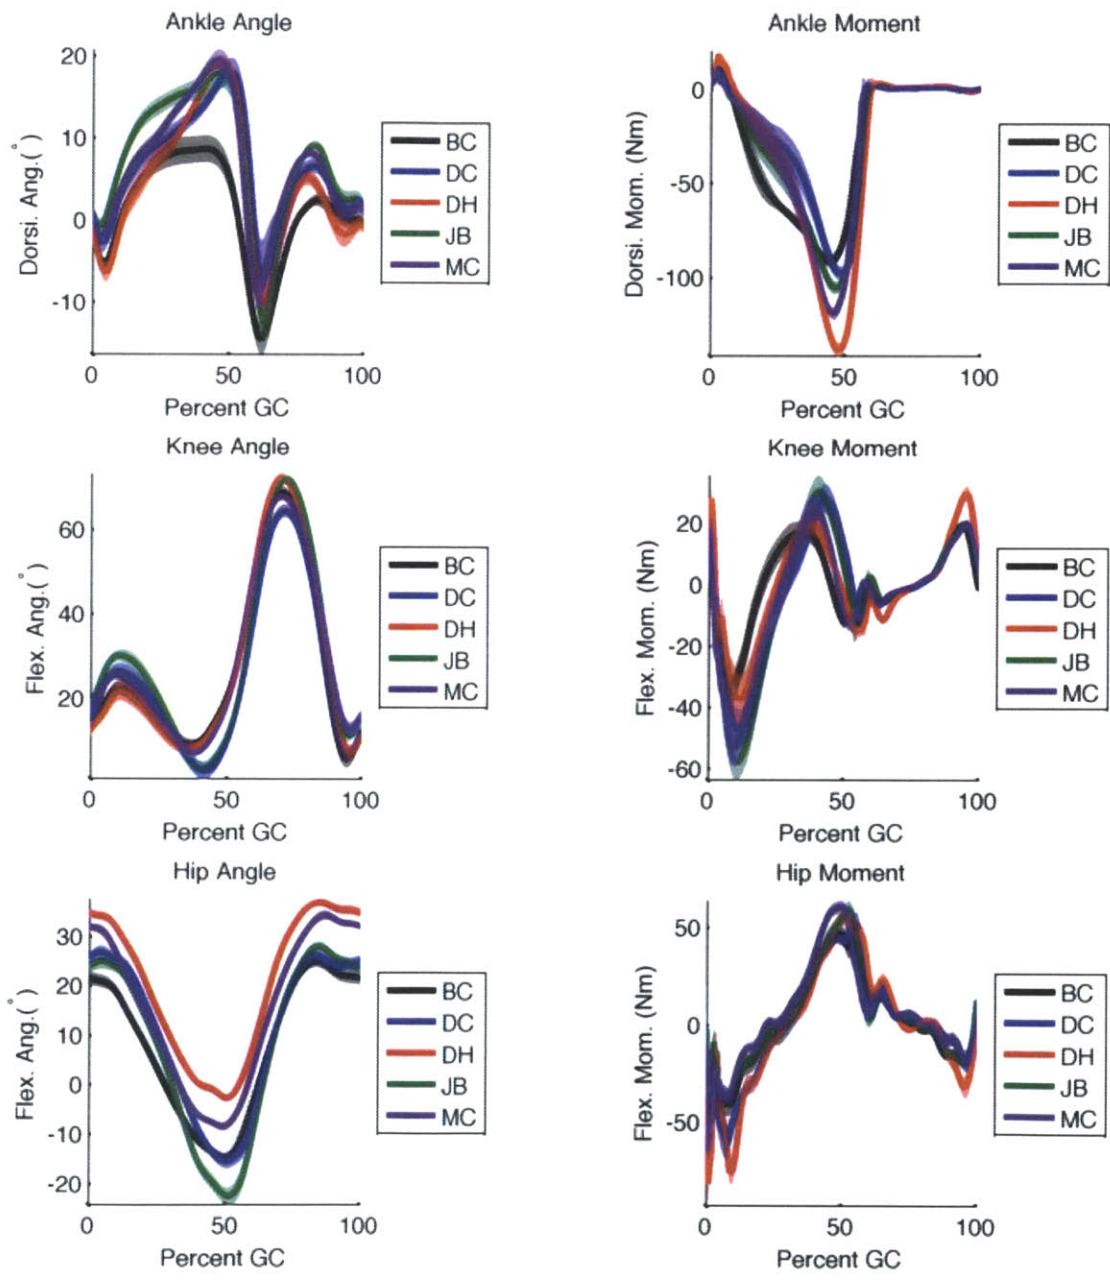 Ankle Angle
Dorsi. Ang.(°)
20
10
0
-10
0 50 100
Percent GC
BC
DC
DH
JB
MC
Ankle Moment
Dorsi. Mom. (Nm)
0
-50
-100
0 50 100
Percent GC
BC
DC
DH
JB
MC
Knee Angle
Flex. Ang.(°)
60
40
20
0 50 100
Percent GC
BC
DC
DH
JB
MC
Knee Moment
Flex. Mom. (Nm)
20
0
-20
-40
-60
0 50 100
Percent GC
BC
DC
DH
JB
MC
Hip Angle
Flex. Ang.(°)
30
20
10
0
-10
-20
0 50 100
Percent GC
BC
DC
DH
JB
MC
Hip Moment
Flex. Mom. (Nm)
50
0
-50
0 50 100
Percent GC
BC
DC
DH
JB
MC